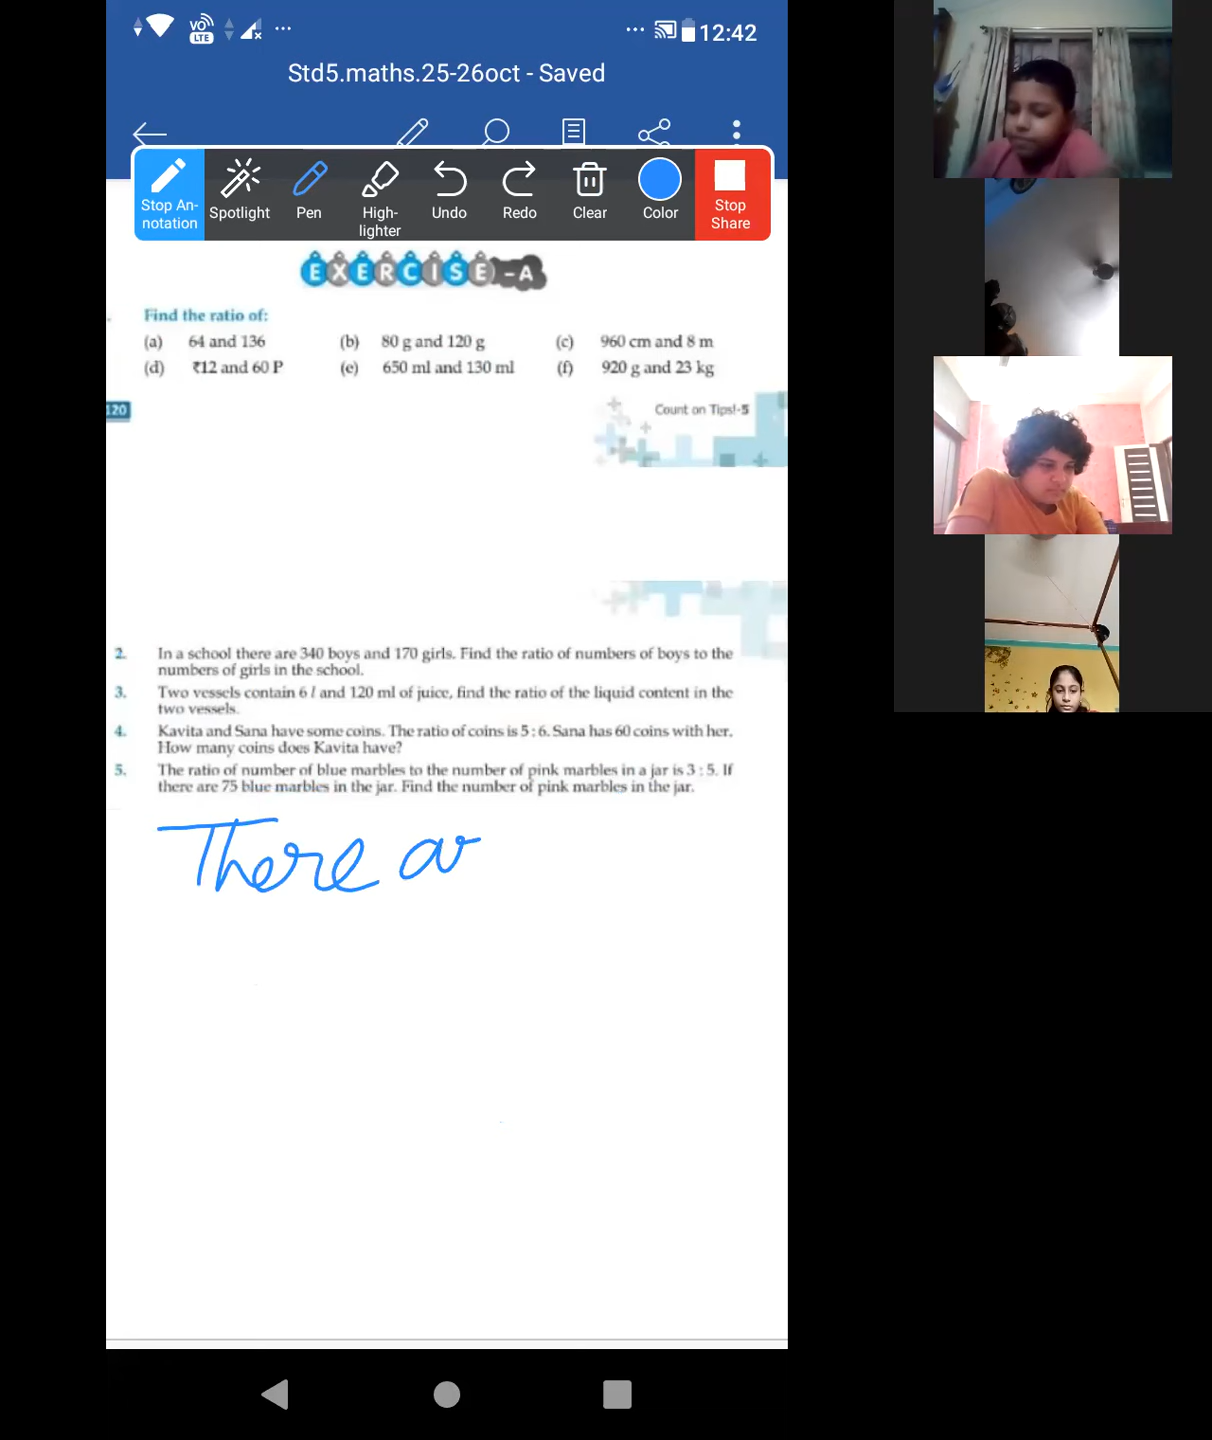 VO LTE
12:42
Std5.maths.25-26oct - Saved
Stop An-
notation
Spotlight
Pen
High-
lighter
Undo
Redo
Clear
Color
Stop
Share
EXERCISE-A
Find the ratio of:
(a) 64 and 136 (b) 80 g and 120 g (c) 960 cm and 8 m
(d) ₹12 and 60 P (e) 650 ml and 130 ml (f) 920 g and 23 kg
120
Count on Tips!-5
2. In a school there are 340 boys and 170 girls. Find the ratio of numbers of boys to the
numbers of girls in the school.
3. Two vessels contain 6 l and 120 ml of juice, find the ratio of the liquid content in the
two vessels.
4. Kavita and Sana have some coins. The ratio of coins is 5 : 6. Sana has 60 coins with her.
How many coins does Kavita have?
5. The ratio of number of blue marbles to the number of pink marbles in a jar is 3 : 5. If
there are 75 blue marbles in the jar. Find the number of pink marbles in the jar.
There ar